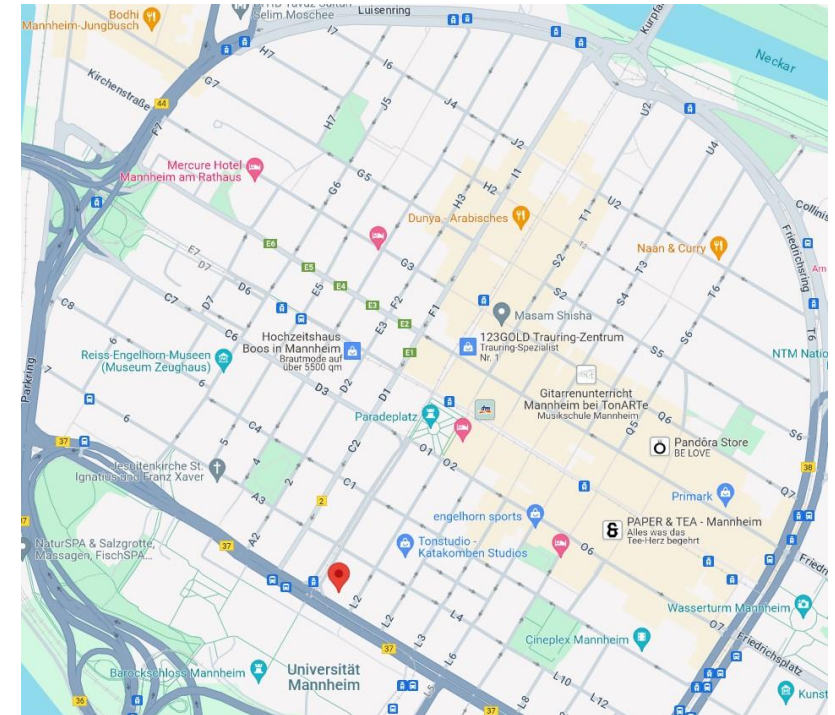 Bodhi
Mannheim-Jungbusch
Selim Moschee
Luisenring
Neckar
Kirchenstraße
44
G7
H7
I7
I6
F7
J5
J4
J2
I1
U2
U4
H7
G5
G6
H3
H2
Mercure Hotel
Mannheim am Rathaus
Dunya - Arabisches
T1
U2
Naan & Curry
Friedrichsring
T3
T6
S2
S2
S4
S6
G3
F2
F1
E7
D7
E6
E5
E4
E3
E2
E1
C8
C7
D7
D6
E5
E3
C6
Masam Shisha
123GOLD Trauring-Zentrum
Trauring-Spezialist
Nr. 1
Hochzeitshaus
Boos in Mannheim
Brautmode auf
über 5500 qm
Reiss-Engelhorn-Museen
(Museum Zeughaus)
D3
D2
D1
S5
T6
Parkring
7
6
6
5
4
Gitarrenunterricht
Mannheim bei TonARTe
Musikschule Mannheim
Q6
Q5
S6
Paradeplatz
Pandöra Store
BE LOVE
O1
O2
C2
C1
37
Jesuitenkirche St.
Ignatius und Franz Xaver
2
A3
A2
38
Primark
Q7
engelhorn sports
PAPER & TEA - Mannheim
Alles was das
Tee-Herz begehrt
O6
Tonstudio -
Katakomben Studios
NaturSPA & Salzgrotte,
Massagen, FischSPA...
37
L2
L2
L3
L4
L6
Wasserturm Mannheim
O7
Friedrichsplatz
Cineplex Mannheim
37
Barockschloss Mannheim
Universität
Mannheim
L5
L8
L10
L12
36
37